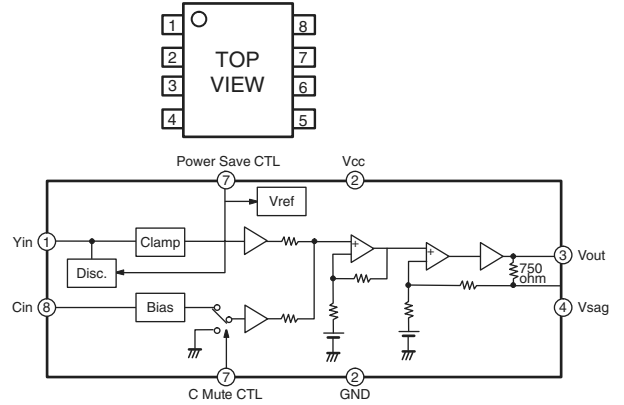 1
8
TOP
VIEW
2
7
3
6
4
5
Power Save CTL
Vcc
7
2
Vref
Yin
1
Clamp
+
+
3
Vout
Disc.
750
ohm
Cin
8
Bias
4
Vsag
7
2
C Mute CTL
GND